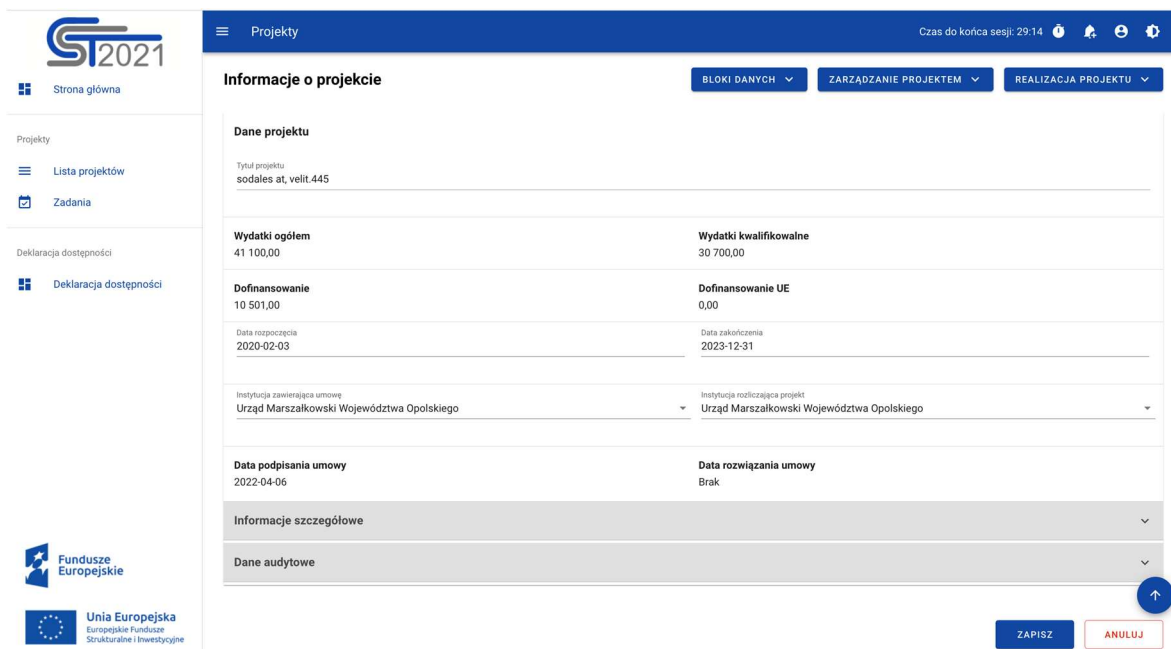 CST2021
Projekty
Czas do końca sesji: 29:14
Strona główna
Projekty
Lista projektów
Zadania
Deklaracja dostępności
Deklaracja dostępności
Informacje o projekcie
BLOKI DANYCH
ZARZĄDZANIE PROJEKTEM
REALIZACJA PROJEKTU
Dane projektu
Tytuł projektu
sodales at, velit.445
Wydatki ogółem
41 100,00
Wydatki kwalifikowalne
30 700,00
Dofinansowanie
10 501,00
Dofinansowanie UE
0,00
Data rozpoczęcia
2020-02-03
Data zakończenia
2023-12-31
Instytucja zawierająca umowę
Urząd Marszałkowski Województwa Opolskiego
Instytucja rozliczająca projekt
Urząd Marszałkowski Województwa Opolskiego
Data podpisania umowy
2022-04-06
Data rozwiązania umowy
Brak
Informacje szczegółowe
Dane audytowe
Fundusze
Europejskie
Unia Europejska
Europejskie Fundusze
Strukturalne i Inwestycyjne
ZAPISZ
ANULUJ